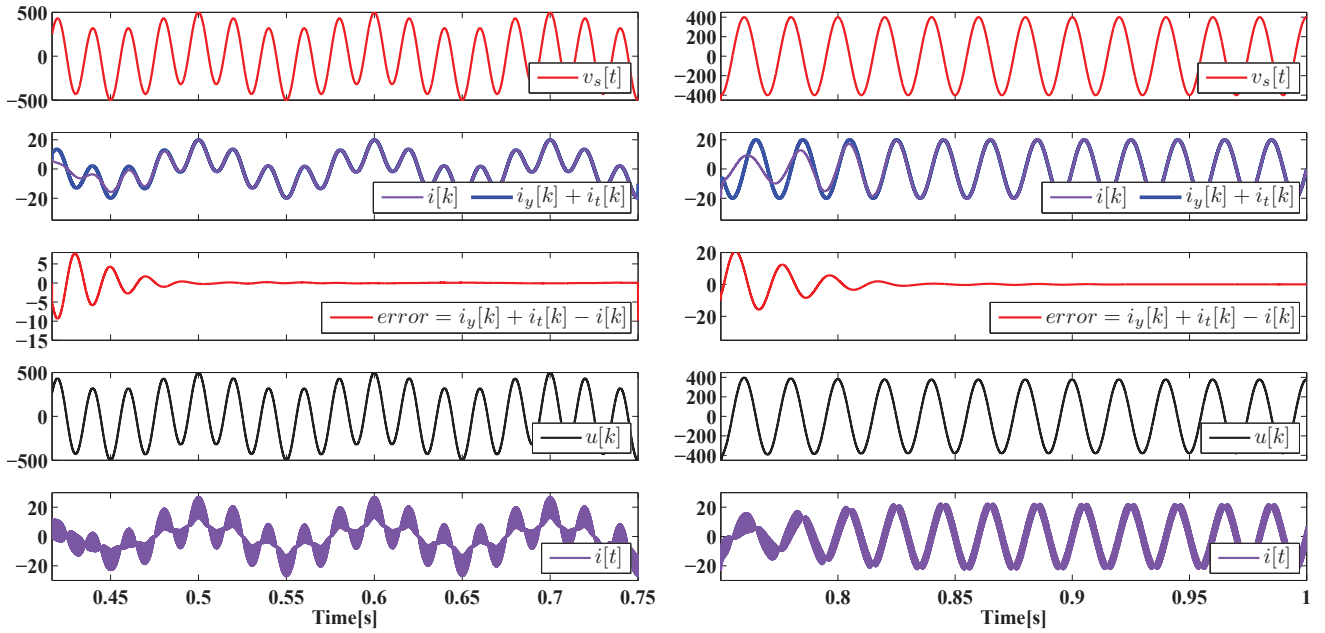 500
0
−500
v_s[t]
20
0
−20
i[k] i_y[k] + i_t[k]
5
0
−5
−10
−15
error = i_y[k] + i_t[k] − i[k]
500
0
−500
u[k]
20
0
−20
i[t]
0.45 0.5 0.55 0.6 0.65 0.7 0.75
Time[s]
400
200
0
−200
−400
v_s[t]
20
0
−20
i[k] i_y[k] + i_t[k]
20
0
−20
error = i_y[k] + i_t[k] − i[k]
400
200
0
−200
−400
u[k]
20
0
−20
i[t]
0.8 0.85 0.9 0.95 1
Time[s]